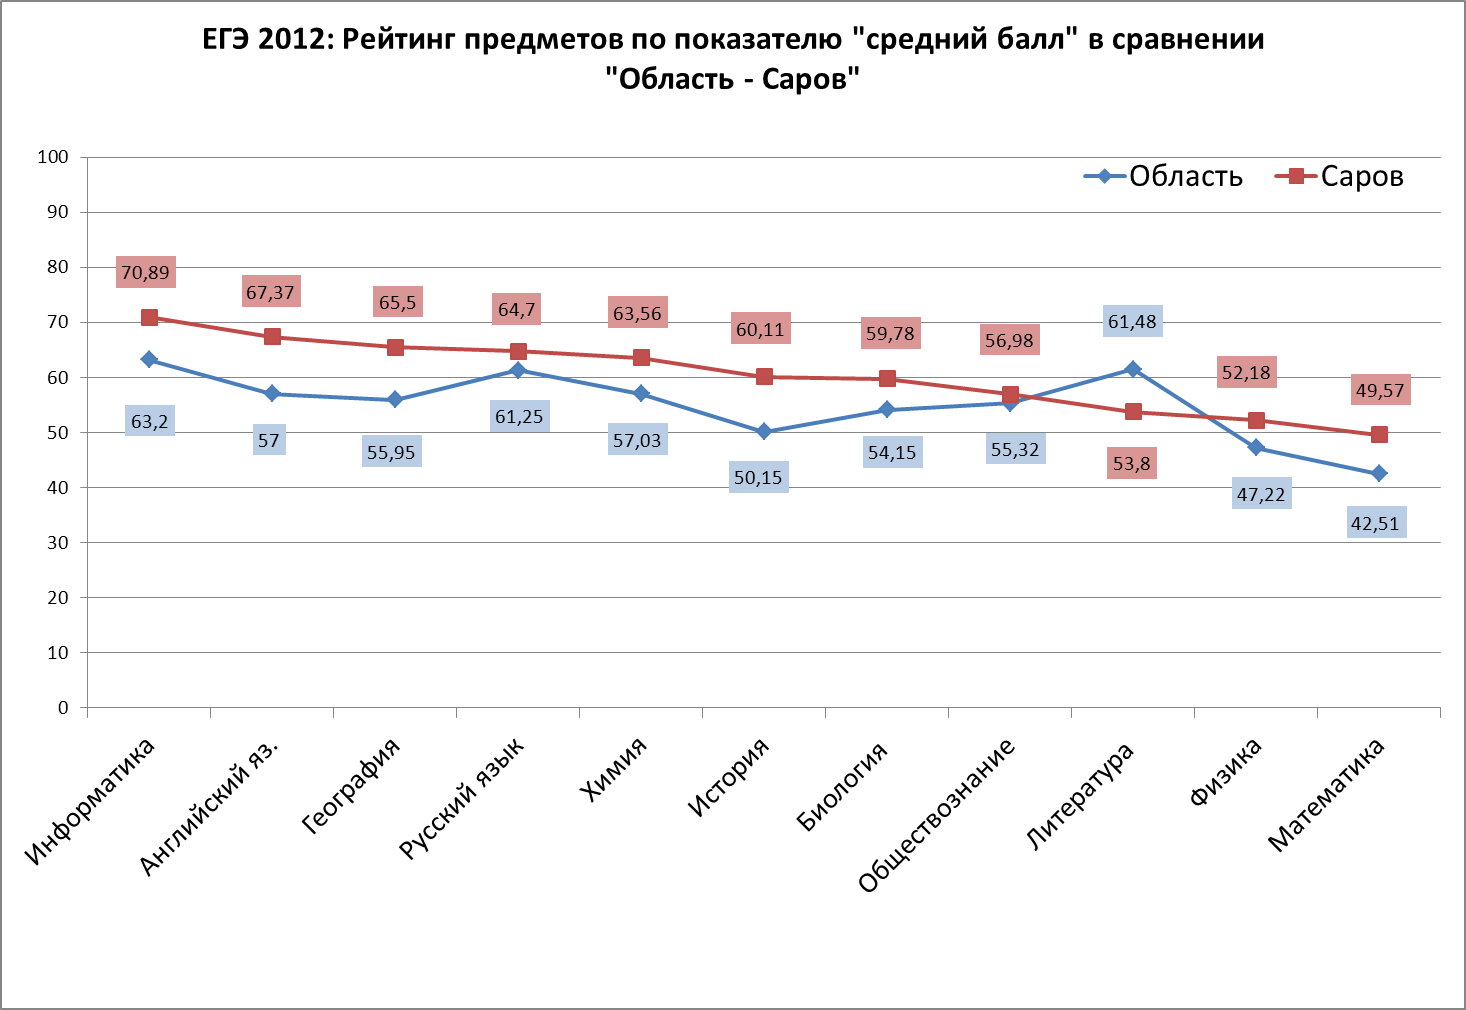 ЕГЭ 2012: Рейтинг предметов по показателю "средний балл" в сравнении
"Область - Саров"
100
90
80
70
60
50
40
30
20
10
0
Область
Саров
70,89
67,37
65,5
64,7
63,56
60,11
59,78
56,98
61,48
52,18
49,57
63,2
57
55,95
61,25
57,03
50,15
54,15
55,32
53,8
47,22
42,51
Информатика
Английский яз.
География
Русский язык
Химия
История
Биология
Обществознание
Литература
Физика
Математика